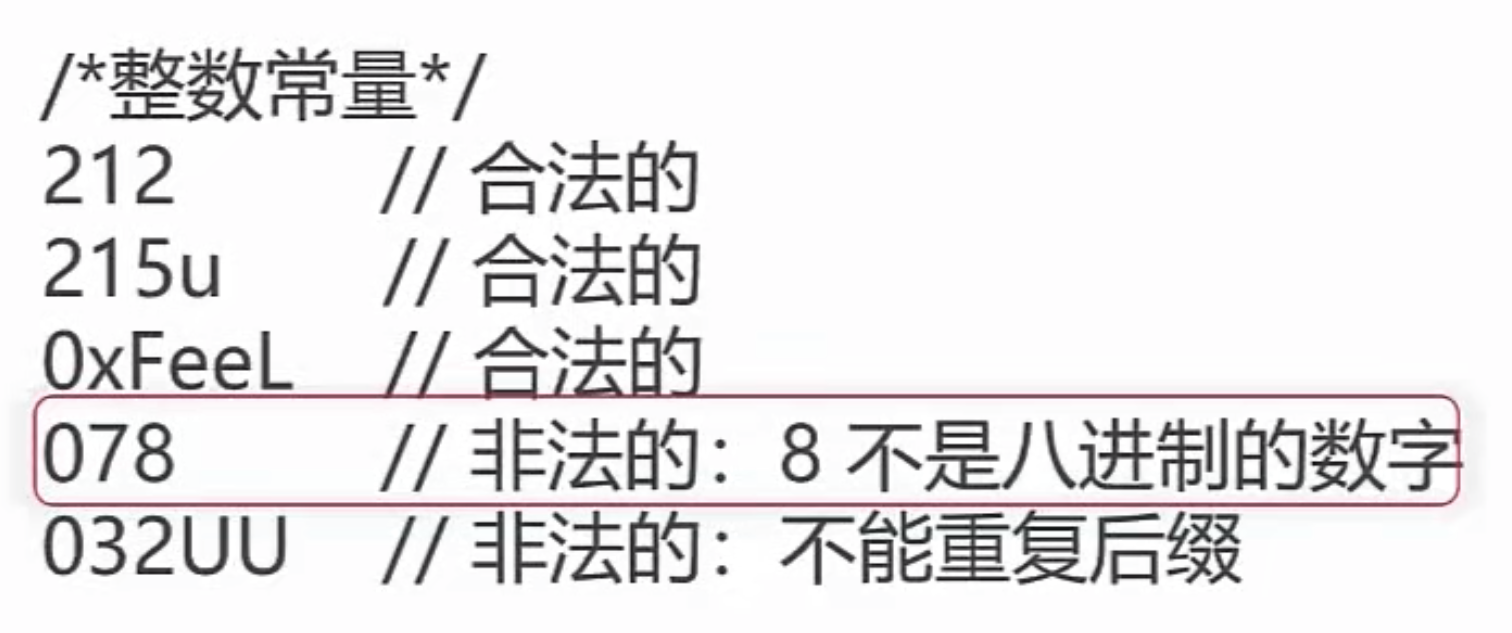 /*整数常量*/
212 // 合法的
215u // 合法的
0xFeeL // 合法的
078 // 非法的：8 不是八进制的数字
032UU // 非法的：不能重复后缀